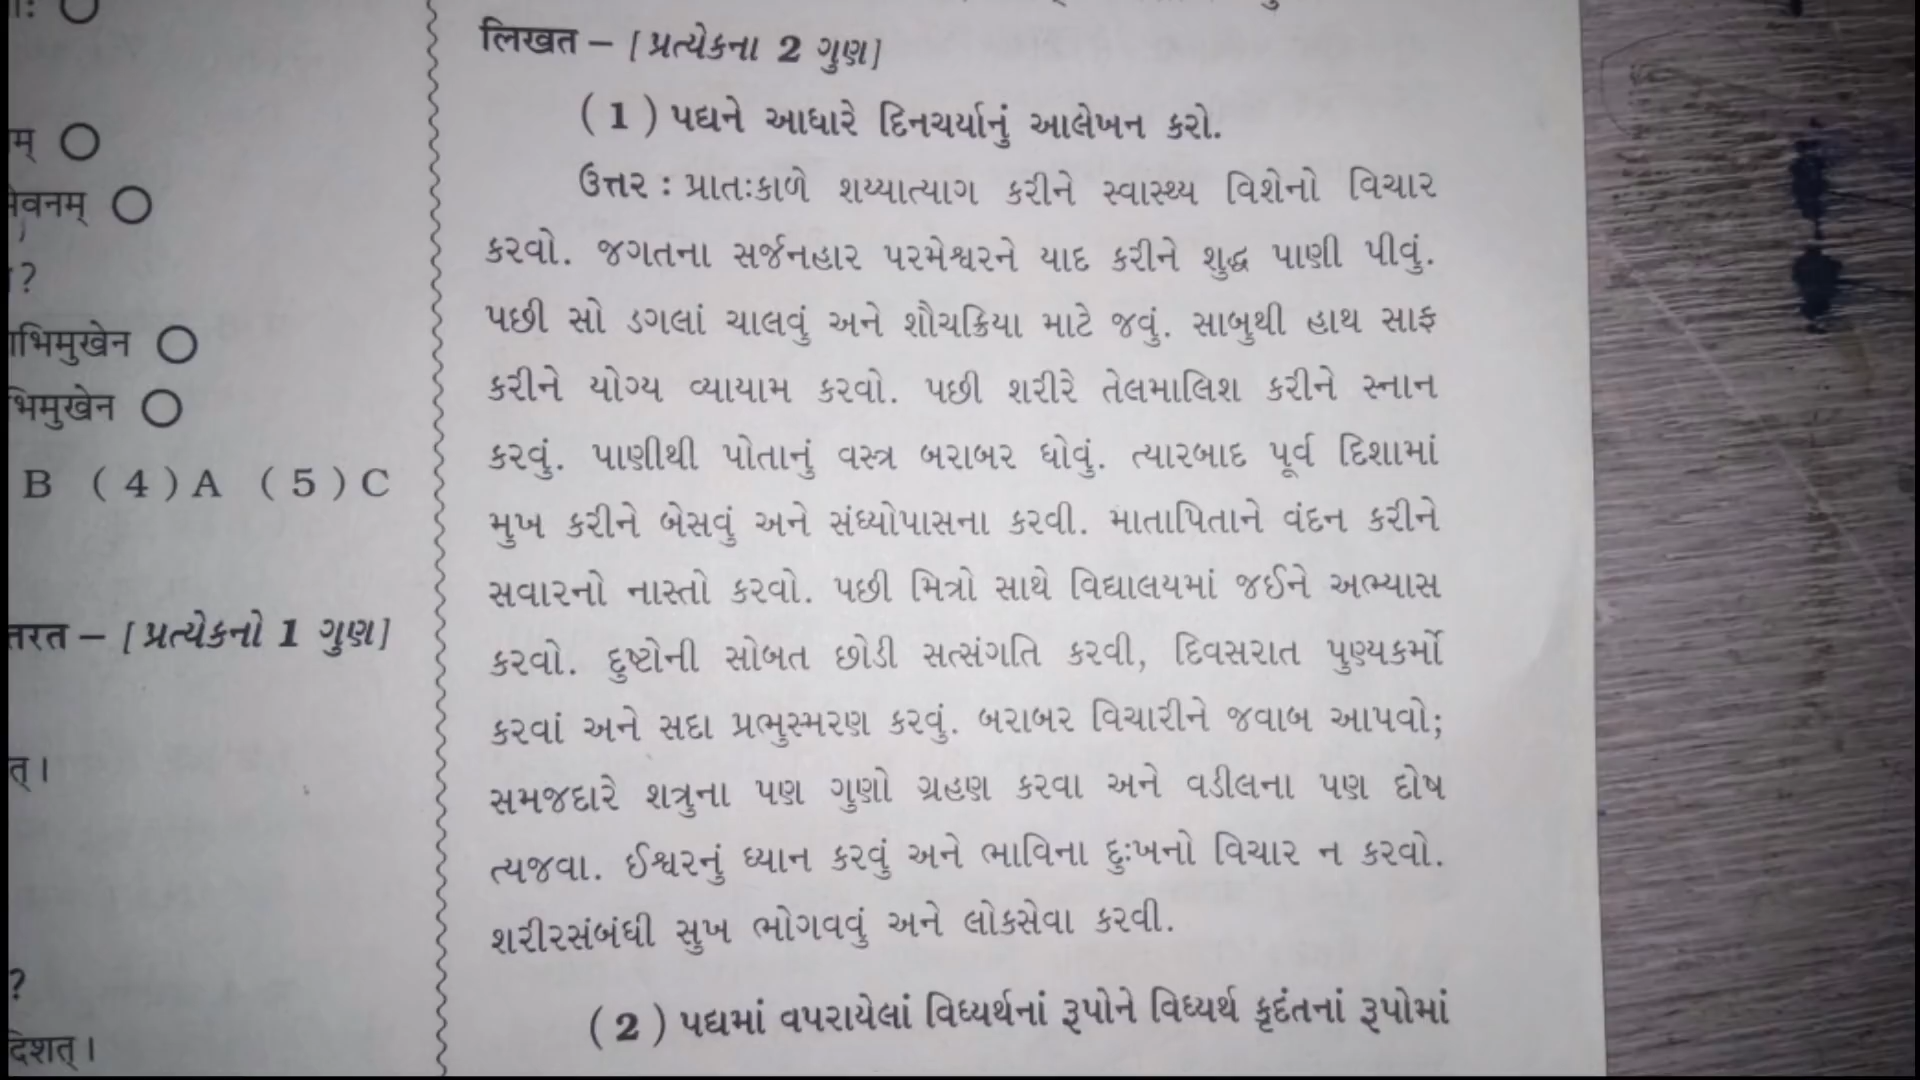 म्
?
भिमुखेन
B ( 4 ) A ( 5 ) C
[ પ્રત્યેકનો 1 ગુણ ]
त् ।
?
दिशत् ।
लिखत – [ પ્રત્યેકના 2 ગુણ ]
( 1 ) પદ્યને આધારે દિનચર્યાનું આલેખન કરો.
ઉત્તર : પ્રાતઃકાળે શય્યાત્યાગ કરીને સ્વાસ્થ્ય વિશેનો વિચાર
કરવો. જગતના સર્જનહાર પરમેશ્વરને યાદ કરીને શુદ્ધ પાણી પીવું.
પછી સો ડગલાં ચાલવું અને શૌચક્રિયા માટે જવું. સાબુથી હાથ સાફ
કરીને યોગ્ય વ્યાયામ કરવો. પછી શરીરે તેલમાલિશ કરીને સ્નાન
કરવું. પાણીથી પોતાનું વસ્ત્ર બરાબર ધોવું. ત્યારબાદ પૂર્વ દિશામાં
મુખ કરીને બેસવું અને સંધ્યોપાસના કરવી. માતાપિતાને વંદન કરીને
સવારનો નાસ્તો કરવો. પછી મિત્રો સાથે વિદ્યાલયમાં જઈને અભ્યાસ
કરવો. દુષ્ટોની સોબત છોડી સત્સંગતિ કરવી, દિવસરાત પુણ્યકર્મો
કરવાં અને સદા પ્રભુસ્મરણ કરવું. બરાબર વિચારીને જવાબ આપવો;
સમજદારે શત્રુના પણ ગુણો ગ્રહણ કરવા અને વડીલના પણ દોષ
ત્યજવા. ઈશ્વરનું ધ્યાન કરવું અને ભાવિના દુઃખનો વિચાર ન કરવો.
શરીરસંબંધી સુખ ભોગવવું અને લોકસેવા કરવી.
( 2 ) પદ્યમાં વપરાયેલાં વિધ્યર્થનાં રૂપોને વિધ્યર્થ કૃદંતનાં રૂપોમાં